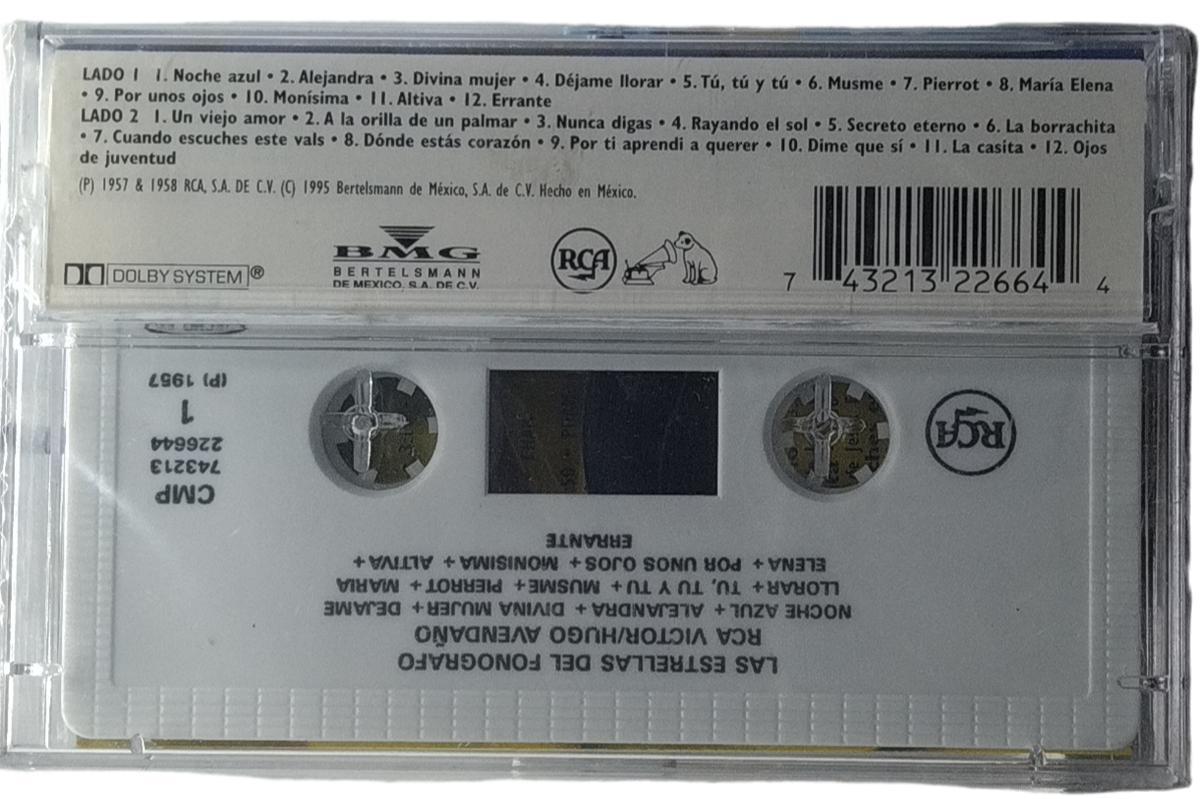 LADO 1 1. Noche azul • 2. Alejandra • 3. Divina mujer • 4. Déjame llorar • 5. Tú, tú y tú • 6. Musme • 7. Pierrot • 8. María Elena
• 9. Por unos ojos • 10. Monísima • 11. Altiva • 12. Errante
LADO 2 1. Un viejo amor • 2. A la orilla de un palmar • 3. Nunca digas • 4. Rayando el sol • 5. Secreto eterno • 6. La borrachita
• 7. Cuando escuches este vals • 8. Dónde estás corazón • 9. Por ti aprendi a querer • 10. Dime que sí • 11. La casita • 12. Ojos
de juventud
(P) 1957 & 1958 RCA, S.A. DE C.V. (C) 1995 Bertelsmann de México, S.A. de C.V. Hecho en México.
DOLBY SYSTEM®
BMG
BERTELSMANN
DE MEXICO, S.A. DE C.V.
RCA
7 43213 22664 4
LAS ESTRELLAS DEL FONOGRAFO
RCA VICTOR/HUGO AVENDAÑO
NOCHE AZUL + ALEJANDRA + DIVINA MUJER + DEJAME
LLORAR + TU, TU Y TU + MUSME + PIERROT + MARIA
ELENA + POR UNOS OJOS + MONISIMA + ALTIVA +
ERRANTE
CMP
743213
226644
1
(P) 1957
RCA